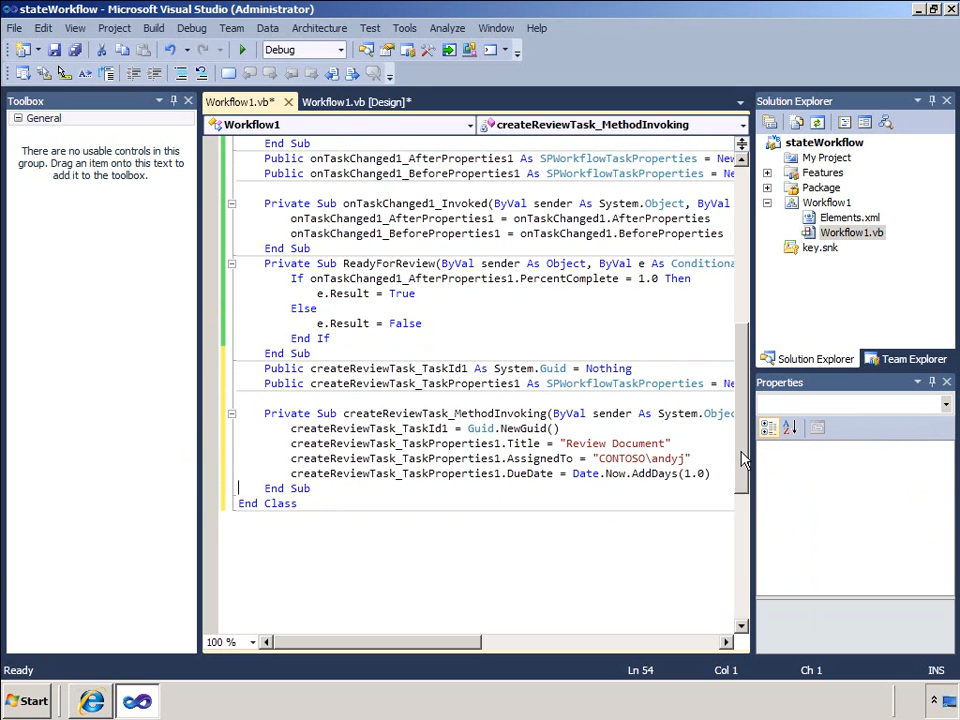 stateWorkflow - Microsoft Visual Studio (Administrator)
File Edit View Project Build Debug Team Data Architecture Test Tools Analyze Window Help
Debug
Toolbox
Workflow1.vb*
Workflow1.vb [Design]*
Solution Explorer
General
Workflow1
createReviewTask_MethodInvoking
There are no usable controls in this
group. Drag an item onto this text to
add it to the toolbox.
End Sub
Public onTaskChanged1_AfterProperties1 As SPWorkflowTaskProperties = New
Public onTaskChanged1_BeforeProperties1 As SPWorkflowTaskProperties = Ne
Private Sub onTaskChanged1_Invoked(ByVal sender As System.Object, ByVal
onTaskChanged1_AfterProperties1 = onTaskChanged1.AfterProperties
onTaskChanged1_BeforeProperties1 = onTaskChanged1.BeforeProperties
End Sub
Private Sub ReadyForReview(ByVal sender As Object, ByVal e As Conditiona
If onTaskChanged1_AfterProperties1.PercentComplete = 1.0 Then
e.Result = True
Else
e.Result = False
End If
End Sub
Public createReviewTask_TaskId1 As System.Guid = Nothing
Public createReviewTask_TaskProperties1 As SPWorkflowTaskProperties = Ne
Private Sub createReviewTask_MethodInvoking(ByVal sender As System.Objec
createReviewTask_TaskId1 = Guid.NewGuid()
createReviewTask_TaskProperties1.Title = "Review Document"
createReviewTask_TaskProperties1.AssignedTo = "CONTOSO\andyj"
createReviewTask_TaskProperties1.DueDate = Date.Now.AddDays(1.0)
End Sub
End Class
stateWorkflow
My Project
Features
Package
Workflow1
Elements.xml
Workflow1.vb
key.snk
Solution Explorer
Team Explorer
Properties
100 %
Ready
Ln 54
Col 1
Ch 1
INS
Start